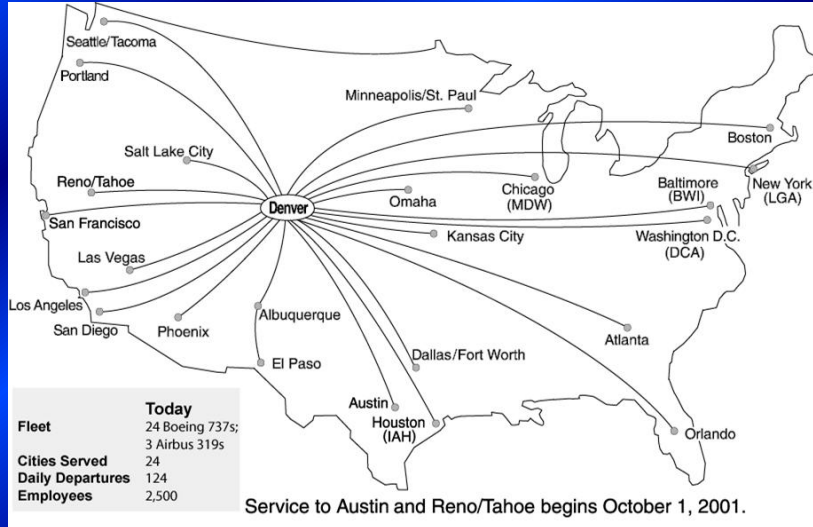 Seattle/Tacoma
Portland
Minneapolis/St. Paul
Boston
Salt Lake City
Reno/Tahoe
Denver
Omaha
Chicago
(MDW)
Baltimore
(BWI)
New York
(LGA)
San Francisco
Kansas City
Washington D.C.
(DCA)
Las Vegas
Los Angeles
San Diego
Phoenix
Albuquerque
El Paso
Dallas/Fort Worth
Atlanta
Austin
Houston
(IAH)
Orlando
Today
Fleet 24 Boeing 737s;
3 Airbus 319s
Cities Served 24
Daily Departures 124
Employees 2,500
Service to Austin and Reno/Tahoe begins October 1, 2001.